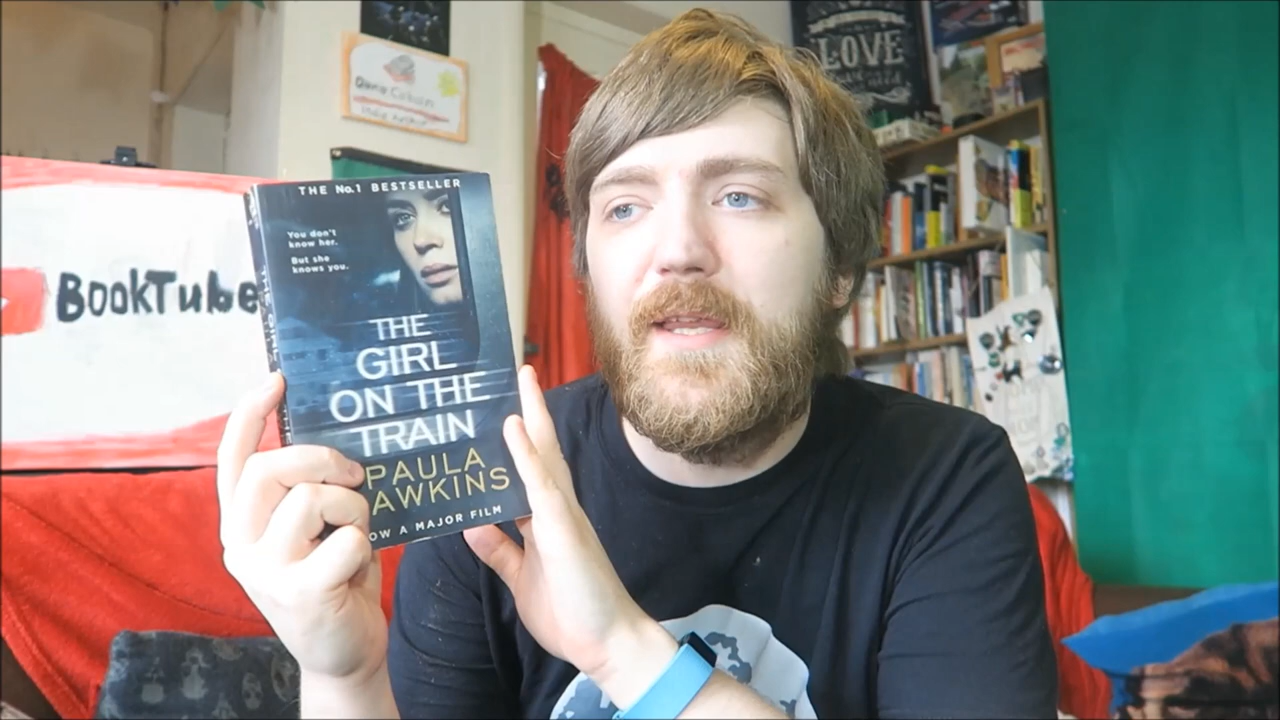 THE No.1 BESTSELLER
You don't
know her.
But she
knows you.
THE
GIRL
ON THE
TRAIN
PAULA
AWKINS
OW A MAJOR FILM
BookTube
LOVE